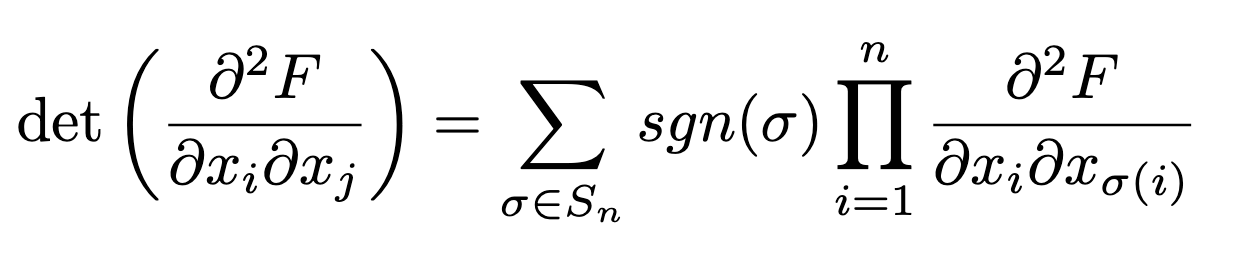 \det\left(\frac{\partial^2 F}{\partial x_i \partial x_j}\right) = \sum_{\sigma \in S_n} sgn(\sigma) \prod_{i=1}^{n} \frac{\partial^2 F}{\partial x_i \partial x_{\sigma(i)}}